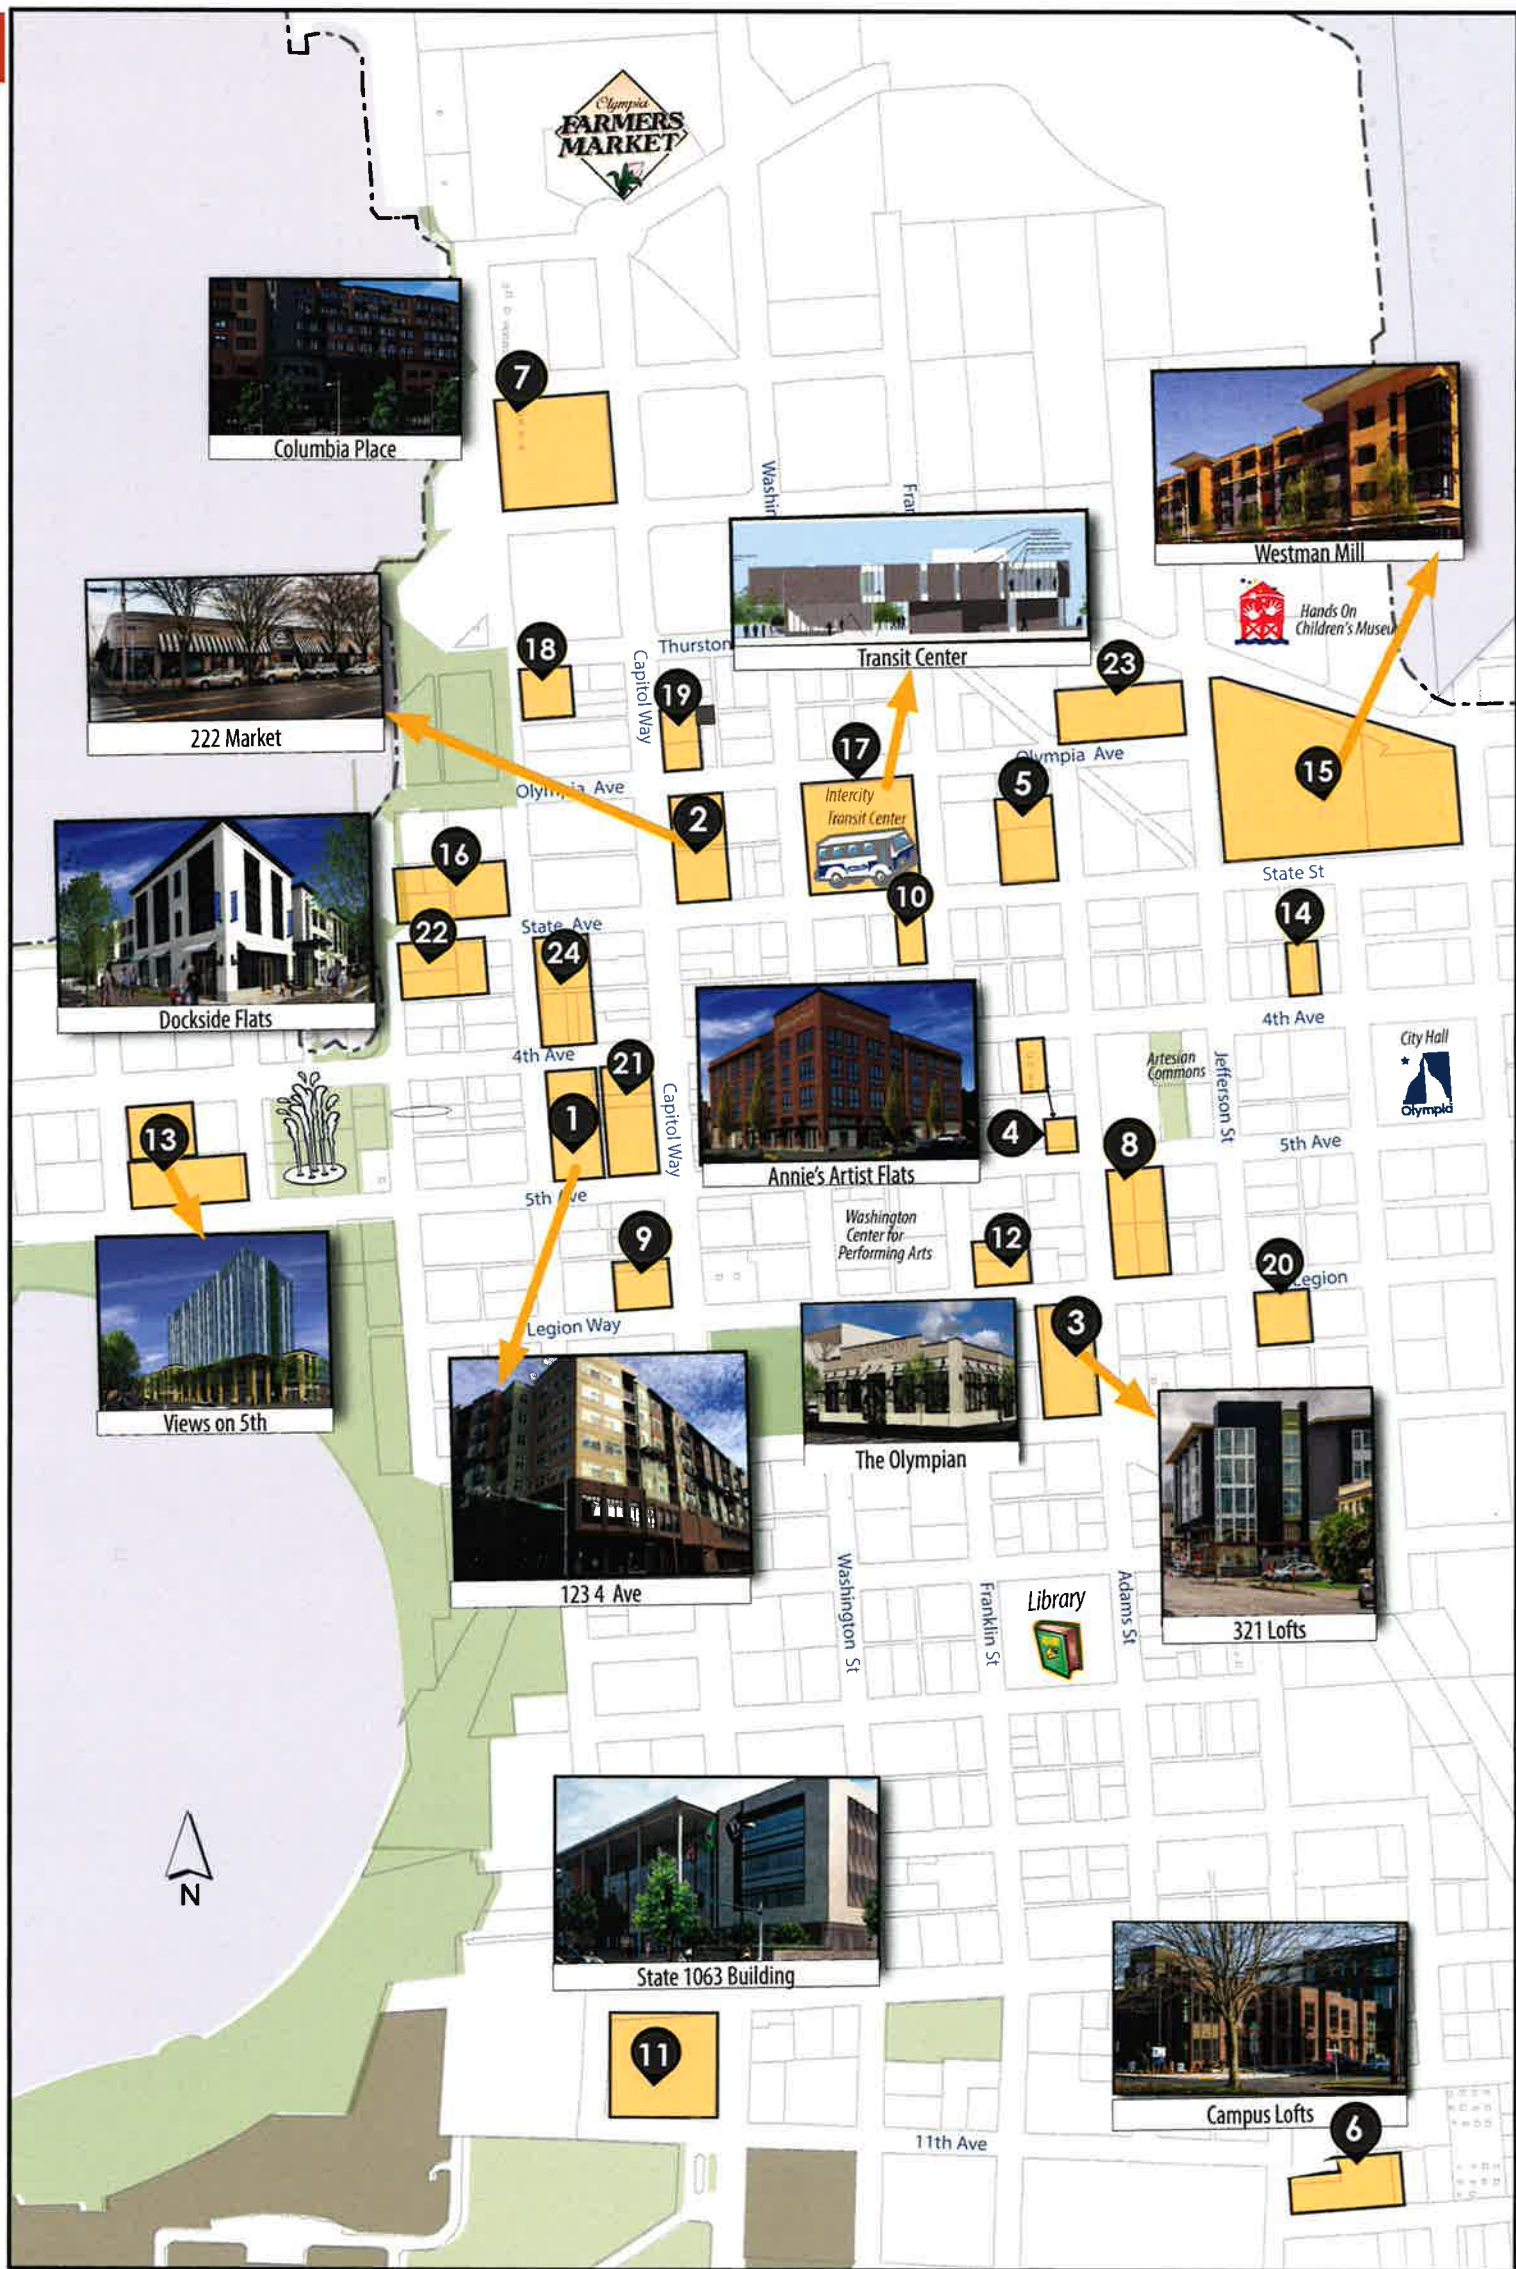 Olympia
FARMERS
MARKET
Columbia Place
7
Washin
Fran
Westman Mill
Hands On
Children's Museu
222 Market
18
Thurston
Capitol Way
19
Transit Center
23
17
Olympia Ave
15
Olympia Ave
2
Intercity
Transit Center
5
16
10
State St
22
State Ave
24
14
Dockside Flats
4th Ave
4th Ave
City Hall
Olympia
Artesian
Commons
Jefferson St
21
Capitol Way
13
1
4
8
5th Ave
Annie's Artist Flats
5th Ave
Washington
Center for
Performing Arts
9
12
20
Legion
Legion Way
3
Views on 5th
The Olympian
123 4 Ave
Washington St
Franklin St
Library
Adams St
321 Lofts
N
State 1063 Building
11
Campus Lofts
6
11th Ave